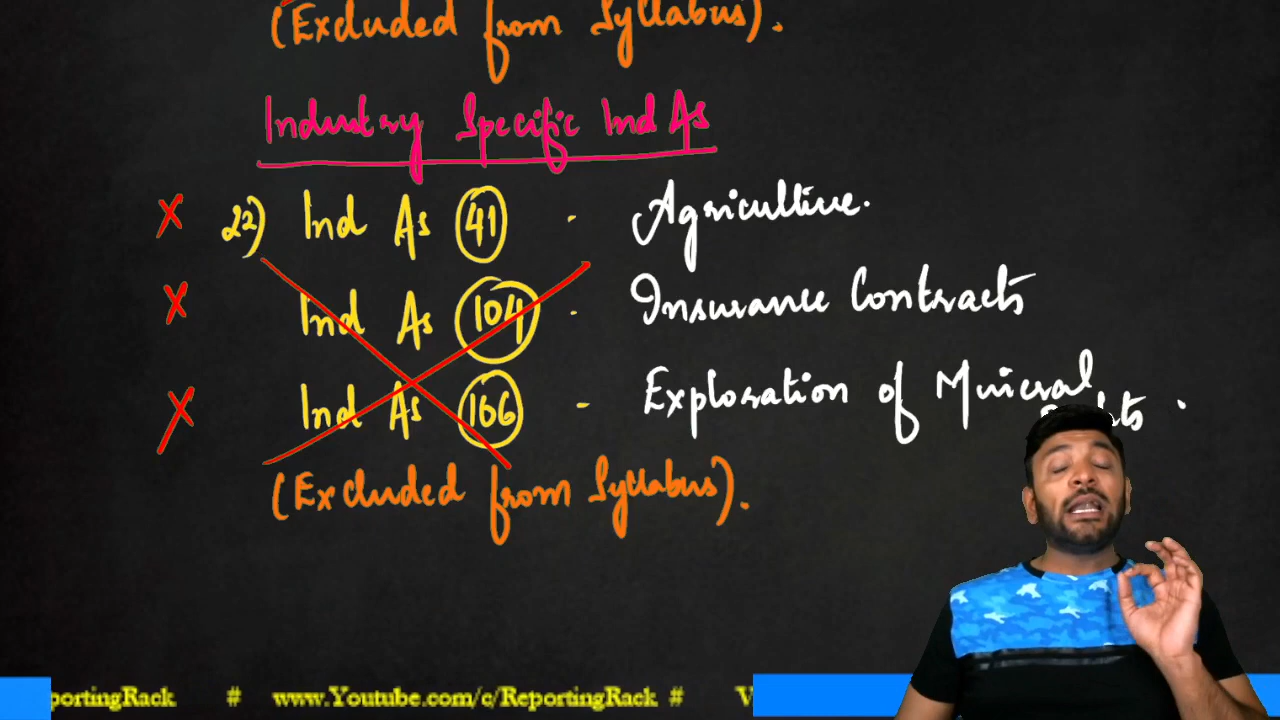 (Excluded from Syllabus).
Industry Specific Ind As
X 22) Ind As 41 - Agriculture.
X Ind As 104 - Insurance Contracts
X Ind As 166 - Exploration of Mineral
(Excluded from Syllabus).
portingRack # www.Youtube.com/c/ReportingRack # V